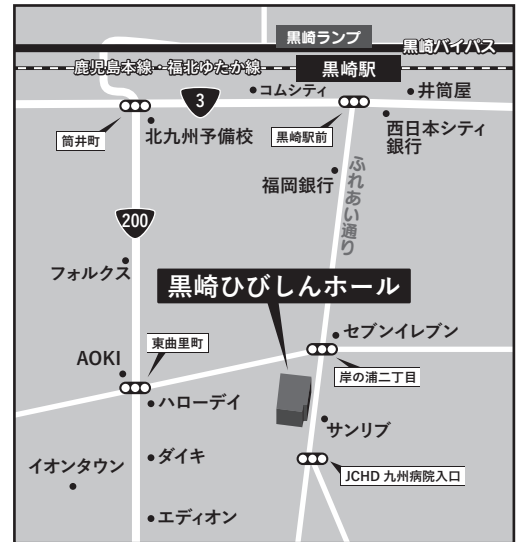 黒崎ランプ
黒崎バイパス
鹿児島本線・福北ゆたか線
黒崎駅
コムシティ
井筒屋
3
筒井町
北九州予備校
黒崎駅前
西日本シティ
銀行
福岡銀行
ふれあい通り
200
フォルクス
黒崎ひびしんホール
東曲里町
セブンイレブン
AOKI
岸の浦二丁目
ハローデイ
サンリブ
イオンタウン
ダイキ
JCHD 九州病院入口
エディオン